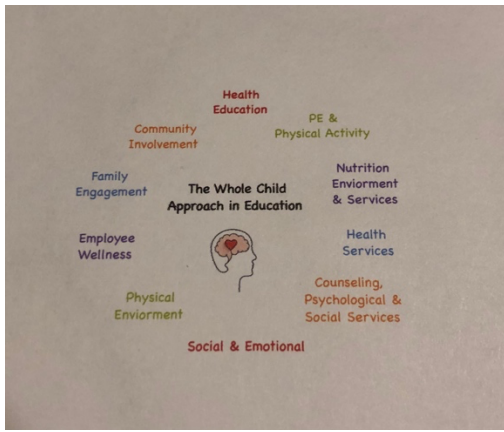 Health
Education
PE &
Physical Activity
Community
Involvement
Nutrition
Enviorment
& Services
Family
Engagement
The Whole Child
Approach in Education
Health
Services
Employee
Wellness
Counseling,
Psychological &
Social Services
Physical
Enviorment
Social & Emotional